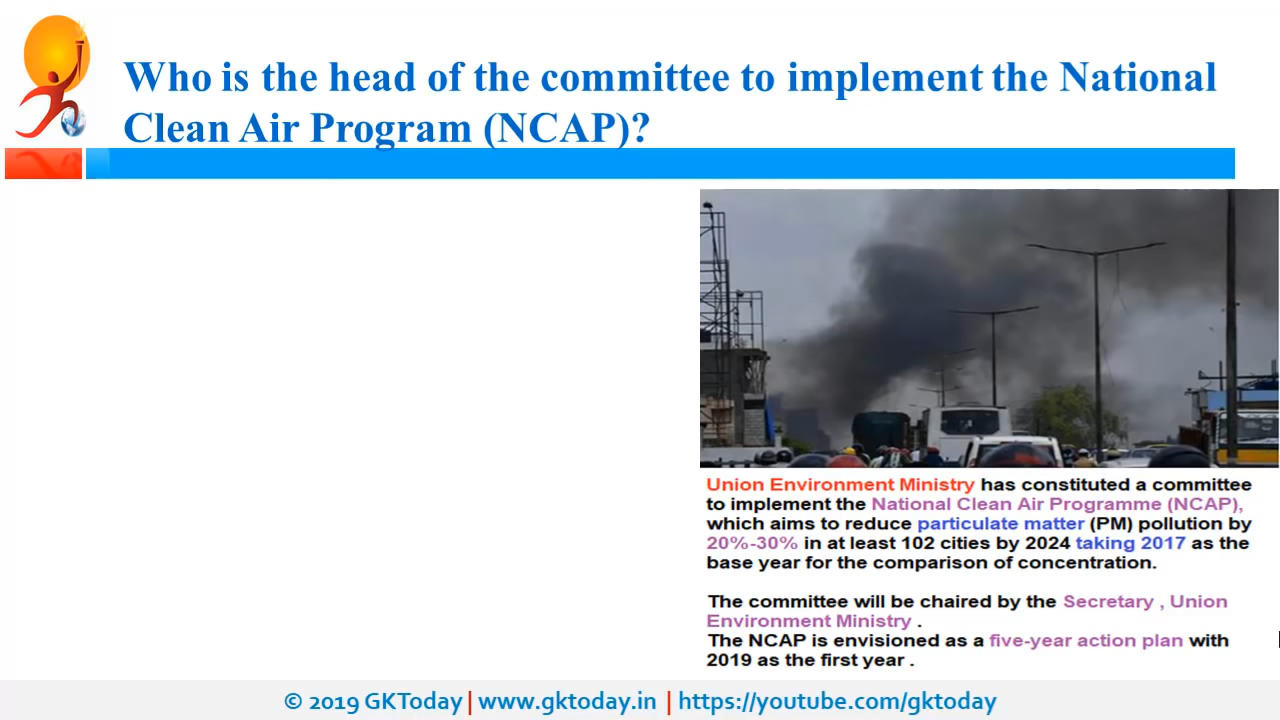 Who is the head of the committee to implement the National
Clean Air Program (NCAP)?
Union Environment Ministry has constituted a committee
to implement the National Clean Air Programme (NCAP),
which aims to reduce particulate matter (PM) pollution by
20%-30% in at least 102 cities by 2024 taking 2017 as the
base year for the comparison of concentration.
The committee will be chaired by the Secretary , Union
Environment Ministry .
The NCAP is envisioned as a five-year action plan with
2019 as the first year .
© 2019 GKToday | www.gktoday.in | https://youtube.com/gktoday